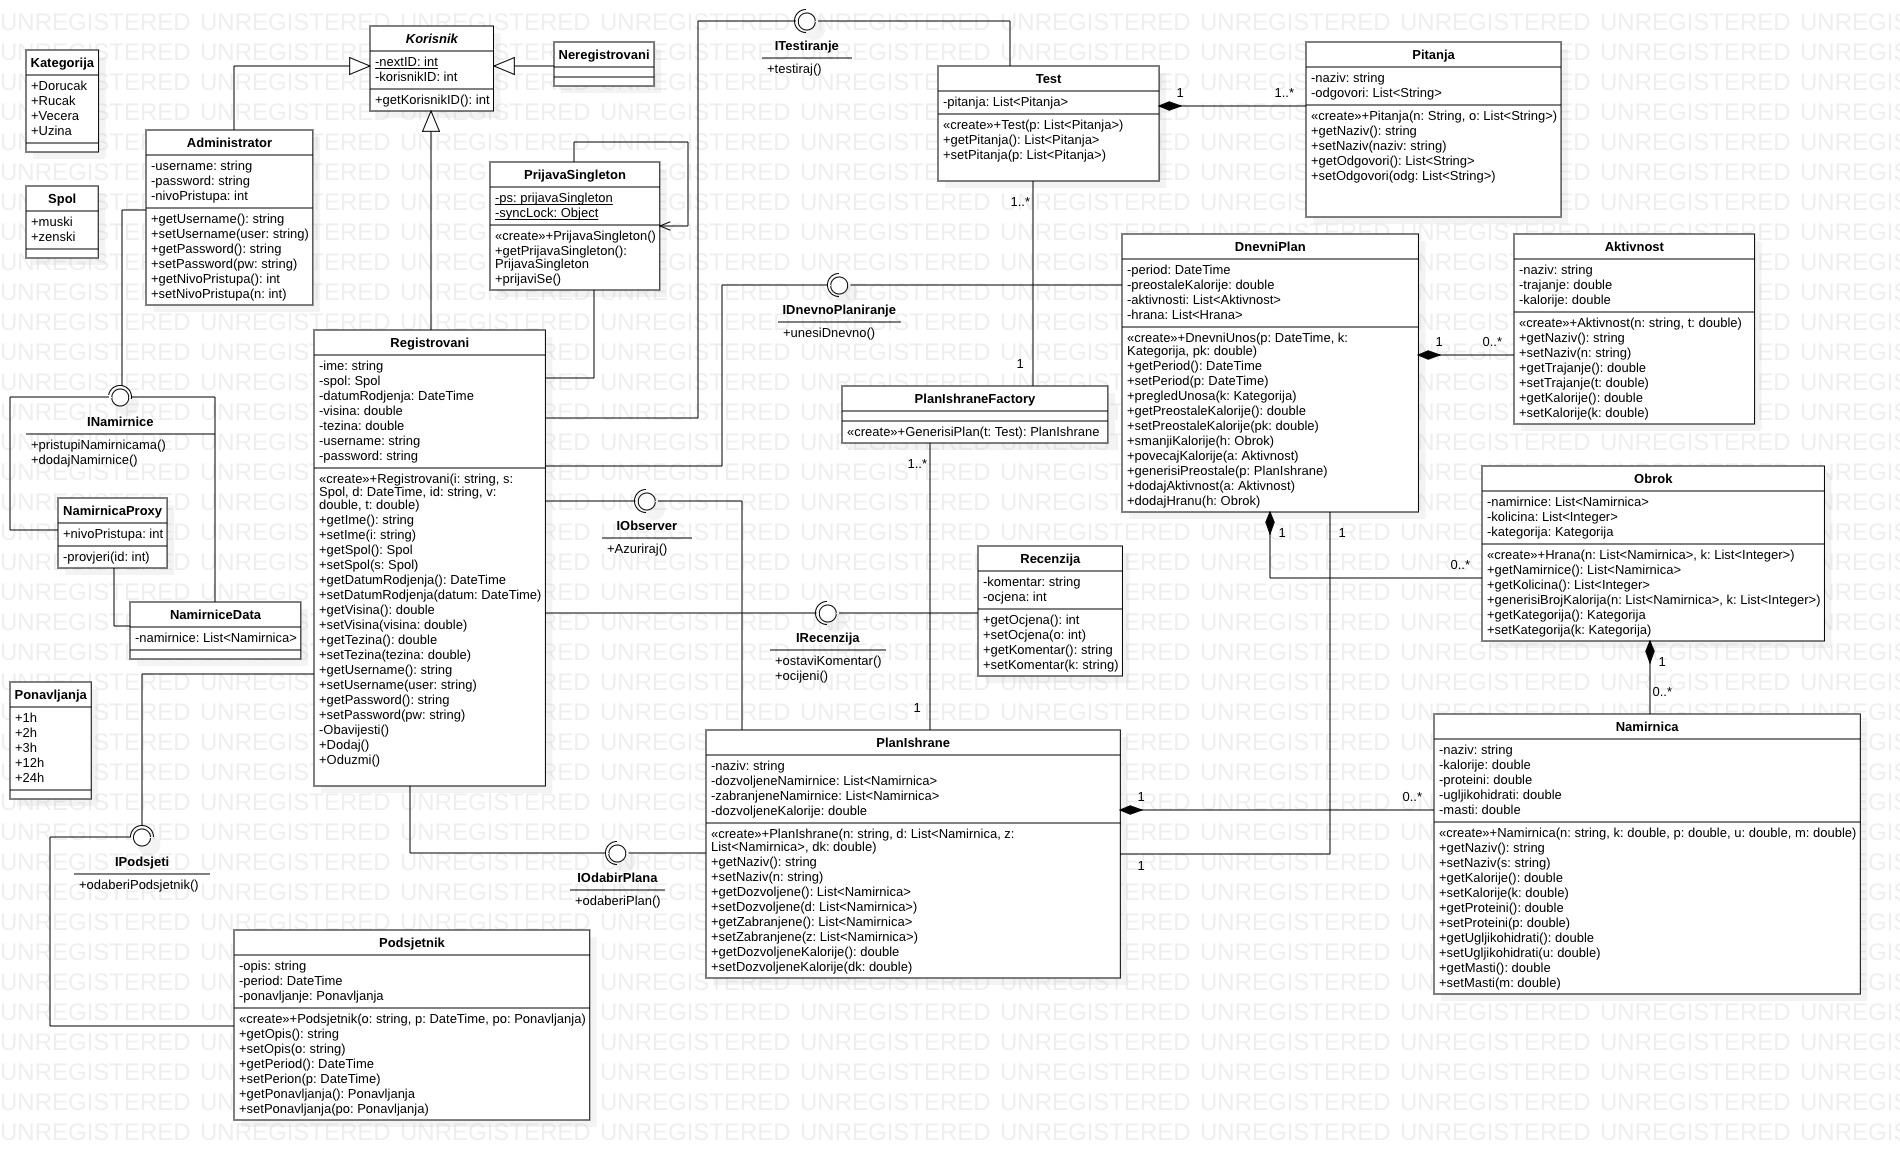 Kategorija
+Dorucak
+Rucak
+Vecera
+Uzina
Spol
+muski
+zenski
Korisnik
-nextID: int
-korisnikID: int
+getKorisnikID(): int
Neregistrovani
Administrator
-username: string
-password: string
-nivoPristupa: int
+getUsername(): string
+setUsername(user: string)
+getPassword(): string
+setPassword(pw: string)
+getNivoPristupa(): int
+setNivoPristupa(n: int)
PrijavaSingleton
-ps: prijavaSingleton
-syncLock: Object
«create»+PrijavaSingleton()
+getPrijavaSingleton():
PrijavaSingleton
+prijaviSe()
ITestiranje
+testiraj()
Test
-pitanja: List<Pitanja>
«create»+Test(p: List<Pitanja>)
+getPitanja(): List<Pitanja>
+setPitanja(p: List<Pitanja>)
1
1..*
Pitanja
-naziv: string
-odgovori: List<String>
«create»+Pitanja(n: String, o: List<String>)
+getNaziv(): string
+setNaziv(naziv: string)
+getOdgovori(): List<String>
+setOdgovori(odg: List<String>)
1..*
1
IDnevnoPlaniranje
+unesiDnevno()
DnevniPlan
-period: DateTime
-preostaleKalorije: double
-aktivnosti: List<Aktivnost>
-hrana: List<Hrana>
«create»+DnevniUnos(p: DateTime, k:
Kategorija, pk: double)
+getPeriod(): DateTime
+setPeriod(p: DateTime)
+pregledUnosa(k: Kategorija)
+getPreostaleKalorije(): double
+setPreostaleKalorije(pk: double)
+smanjiKalorije(h: Obrok)
+povecajKalorije(a: Aktivnost)
+generisiPreostale(p: PlanIshrane)
+dodajAktivnost(a: Aktivnost)
+dodajHranu(h: Obrok)
1
0..*
Aktivnost
-naziv: string
-trajanje: double
-kalorije: double
«create»+Aktivnost(n: string, t: double)
+getNaziv(): string
+setNaziv(n: string)
+getTrajanje(): double
+setTrajanje(t: double)
+getKalorije(): double
+setKalorije(k: double)
Registrovani
-ime: string
-spol: Spol
-datumRodjenja: DateTime
-visina: double
-tezina: double
-username: string
-password: string
«create»+Registrovani(i: string, s:
Spol, d: DateTime, id: string, v:
double, t: double)
+getIme(): string
+setIme(i: string)
+getSpol(): Spol
+setSpol(s: Spol)
+getDatumRodjenja(): DateTime
+setDatumRodjenja(datum: DateTime)
+getVisina(): double
+setVisina(visina: double)
+getTezina(): double
+setTezina(tezina: double)
+getUsername(): string
+setUsername(user: string)
+getPassword(): string
+setPassword(pw: string)
-Obavijesti()
+Dodaj()
+Oduzmi()
INamirnice
+pristupiNamirnicama()
+dodajNamirnice()
NamirnicaProxy
+nivoPristupa: int
-provjeri(id: int)
NamirniceData
-namirnice: List<Namirnica>
Ponavljanja
+1h
+2h
+3h
+12h
+24h
IPodsjeti
+odaberiPodsjetnik()
PlanIshraneFactory
«create»+GenerisiPlan(t: Test): PlanIshrane
1..*
1
IObserver
+Azuriraj()
IRecenzija
+ostaviKomentar()
+ocijeni()
Recenzija
-komentar: string
-ocjena: int
+getOcjena(): int
+setOcjena(o: int)
+getKomentar(): string
+setKomentar(k: string)
1
1
0..*
Obrok
-namirnice: List<Namirnica>
-kolicina: List<Integer>
-kategorija: Kategorija
«create»+Hrana(n: List<Namirnica>, k: List<Integer>)
+getNamirnice(): List<Namirnica>
+getKolicina(): List<Integer>
+generisiBrojKalorija(n: List<Namirnica>, k: List<Integer>)
+getKategorija(): Kategorija
+setKategorija(k: Kategorija)
1
0..*
IOdabirPlana
+odaberiPlan()
PlanIshrane
-naziv: string
-dozvoljeneNamirnice: List<Namirnica>
-zabranjeneNamirnice: List<Namirnica>
-dozvoljeneKalorije: double
«create»+PlanIshrane(n: string, d: List<Namirnica, z:
List<Namirnica>, dk: double)
+getNaziv(): string
+setNaziv(n: string)
+getDozvoljene(): List<Namirnica>
+setDozvoljene(d: List<Namirnica>)
+getZabranjene(): List<Namirnica>
+setZabranjene(z: List<Namirnica>)
+getDozvoljeneKalorije(): double
+setDozvoljeneKalorije(dk: double)
1
0..*
1
Namirnica
-naziv: string
-kalorije: double
-proteini: double
-ugljikohidrati: double
-masti: double
«create»+Namirnica(n: string, k: double, p: double, u: double, m: double)
+getNaziv(): string
+setNaziv(s: string)
+getKalorije(): double
+setKalorije(k: double)
+getProteini(): double
+setProteini(p: double)
+getUgljikohidrati(): double
+setUgljikohidrati(u: double)
+getMasti(): double
+setMasti(m: double)
Podsjetnik
-opis: string
-period: DateTime
-ponavljanje: Ponavljanja
«create»+Podsjetnik(o: string, p: DateTime, po: Ponavljanja)
+getOpis(): string
+setOpis(o: string)
+getPeriod(): DateTime
+setPerion(p: DateTime)
+getPonavljanja(): Ponavljanja
+setPonavljanja(po: Ponavljanja)
UNREGISTERED